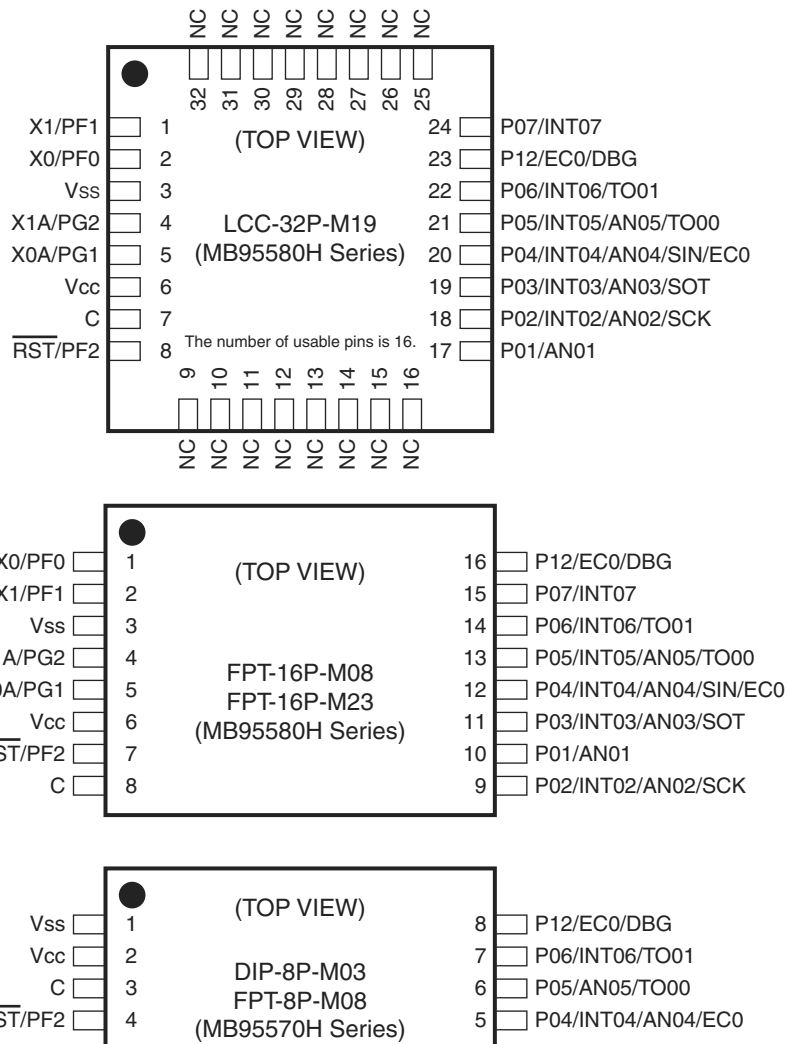 NC NC NC NC NC NC NC NC
32 31 30 29 28 27 26 25
X1/PF1 1 (TOP VIEW) 24 P07/INT07
X0/PF0 2 23 P12/EC0/DBG
Vss 3 22 P06/INT06/TO01
X1A/PG2 4 LCC-32P-M19 21 P05/INT05/AN05/TO00
X0A/PG1 5 (MB95580H Series) 20 P04/INT04/AN04/SIN/EC0
Vcc 6 19 P03/INT03/AN03/SOT
C 7 18 P02/INT02/AN02/SCK
RST/PF2 8 The number of usable pins is 16. 17 P01/AN01
9 10 11 12 13 14 15 16
NC NC NC NC NC NC NC NC
X0/PF0 1 (TOP VIEW) 16 P12/EC0/DBG
X1/PF1 2 15 P07/INT07
Vss 3 14 P06/INT06/TO01
A/PG2 4 FPT-16P-M08 13 P05/INT05/AN05/TO00
0A/PG1 5 FPT-16P-M23 12 P04/INT04/AN04/SIN/EC0
Vcc 6 (MB95580H Series) 11 P03/INT03/AN03/SOT
ST/PF2 7 10 P01/AN01
C 8 9 P02/INT02/AN02/SCK
Vss 1 (TOP VIEW) 8 P12/EC0/DBG
Vcc 2 7 P06/INT06/TO01
C 3 DIP-8P-M03 6 P05/AN05/TO00
ST/PF2 4 FPT-8P-M08 5 P04/INT04/AN04/EC0
(MB95570H Series)